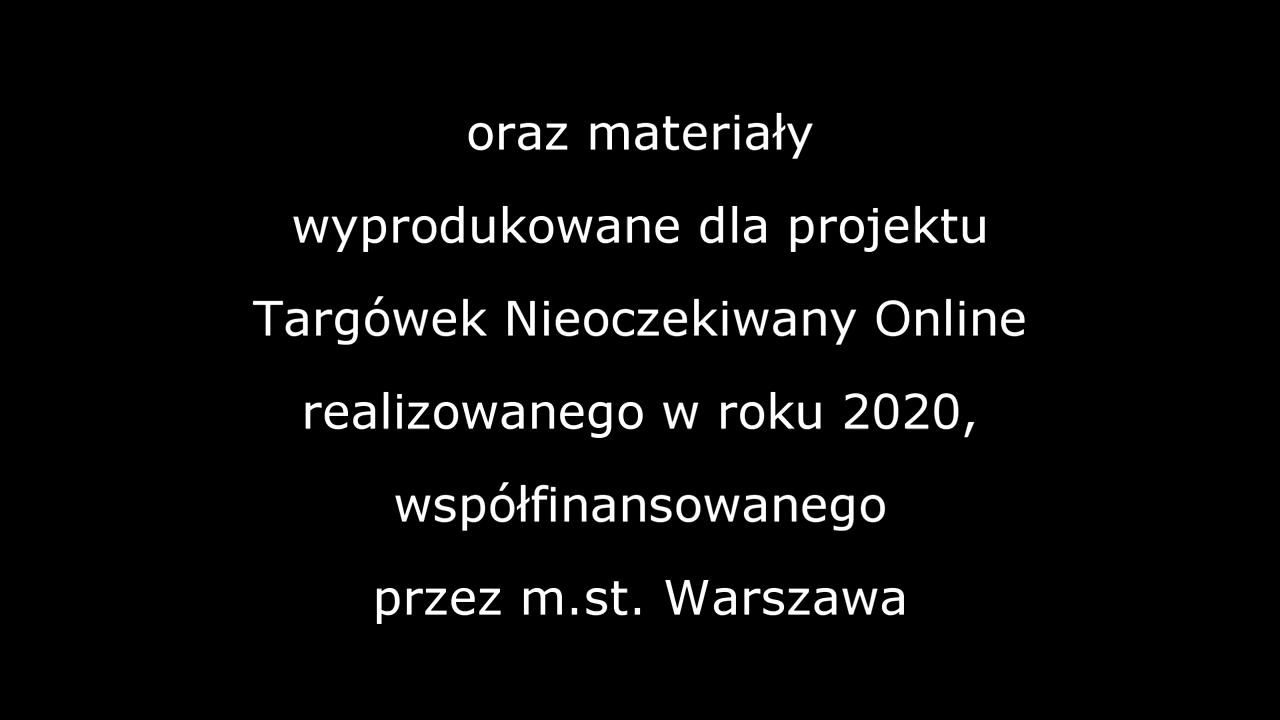 oraz materiały
wyprodukowane dla projektu
Targówek Nieoczekiwany Online
realizowanego w roku 2020,
współfinansowanego
przez m.st. Warszawa